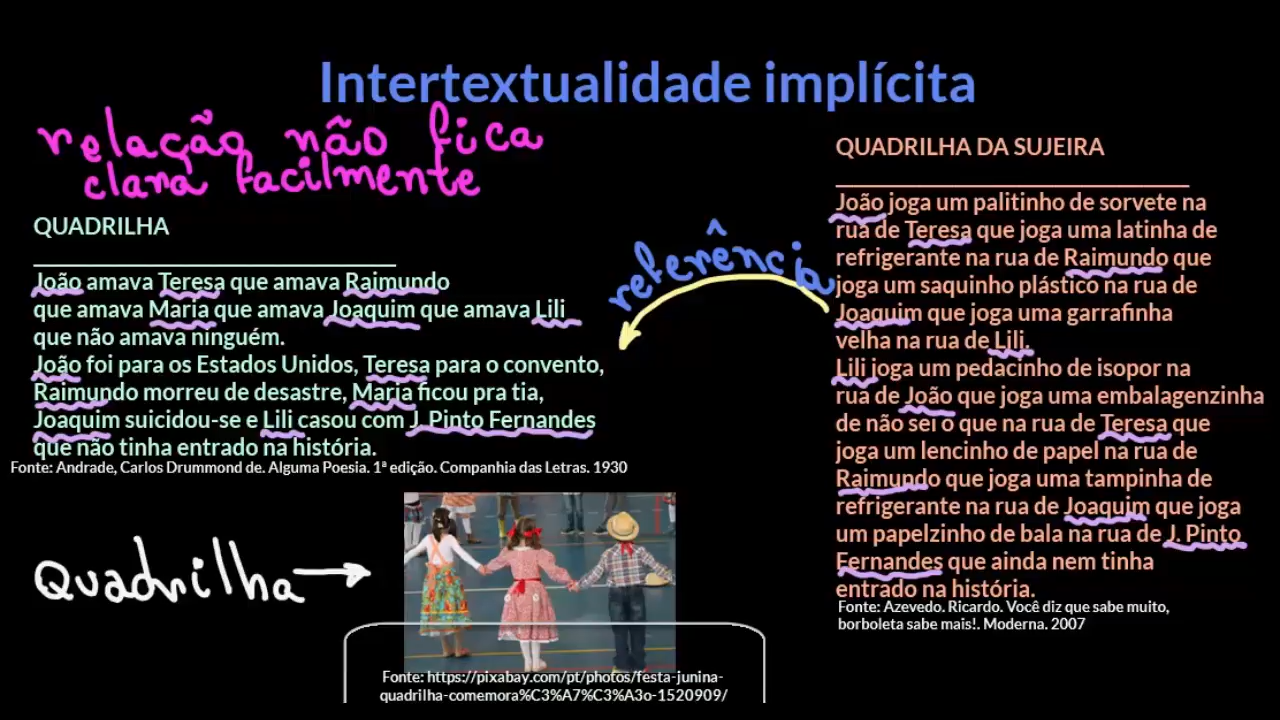 Intertextualidade implícita
relação não fica
clara facilmente
QUADRILHA
João amava Teresa que amava Raimundo
que amava Maria que amava Joaquim que amava Lili
que não amava ninguém.
João foi para os Estados Unidos, Teresa para o convento,
Raimundo morreu de desastre, Maria ficou pra tia,
Joaquim suicidou-se e Lili casou com J. Pinto Fernandes
que não tinha entrado na história.
Fonte: Andrade, Carlos Drummond de. Alguma Poesia. 1ª edição. Companhia das Letras. 1930
referência
QUADRILHA DA SUJEIRA
João joga um palitinho de sorvete na
rua de Teresa que joga uma latinha de
refrigerante na rua de Raimundo que
joga um saquinho plástico na rua de
Joaquim que joga uma garrafinha
velha na rua de Lili.
Lili joga um pedacinho de isopor na
rua de João que joga uma embalagenzinha
de não sei o que na rua de Teresa que
joga um lencinho de papel na rua de
Raimundo que joga uma tampinha de
refrigerante na rua de Joaquim que joga
um papelzinho de bala na rua de J. Pinto
Fernandes que ainda nem tinha
entrado na história.
Fonte: Azevedo. Ricardo. Você diz que sabe muito,
borboleta sabe mais!. Moderna. 2007
Quadrilha
Fonte: https://pixabay.com/pt/photos/festa-junina-
quadrilha-comemora%C3%A7%C3%A3o-1520909/